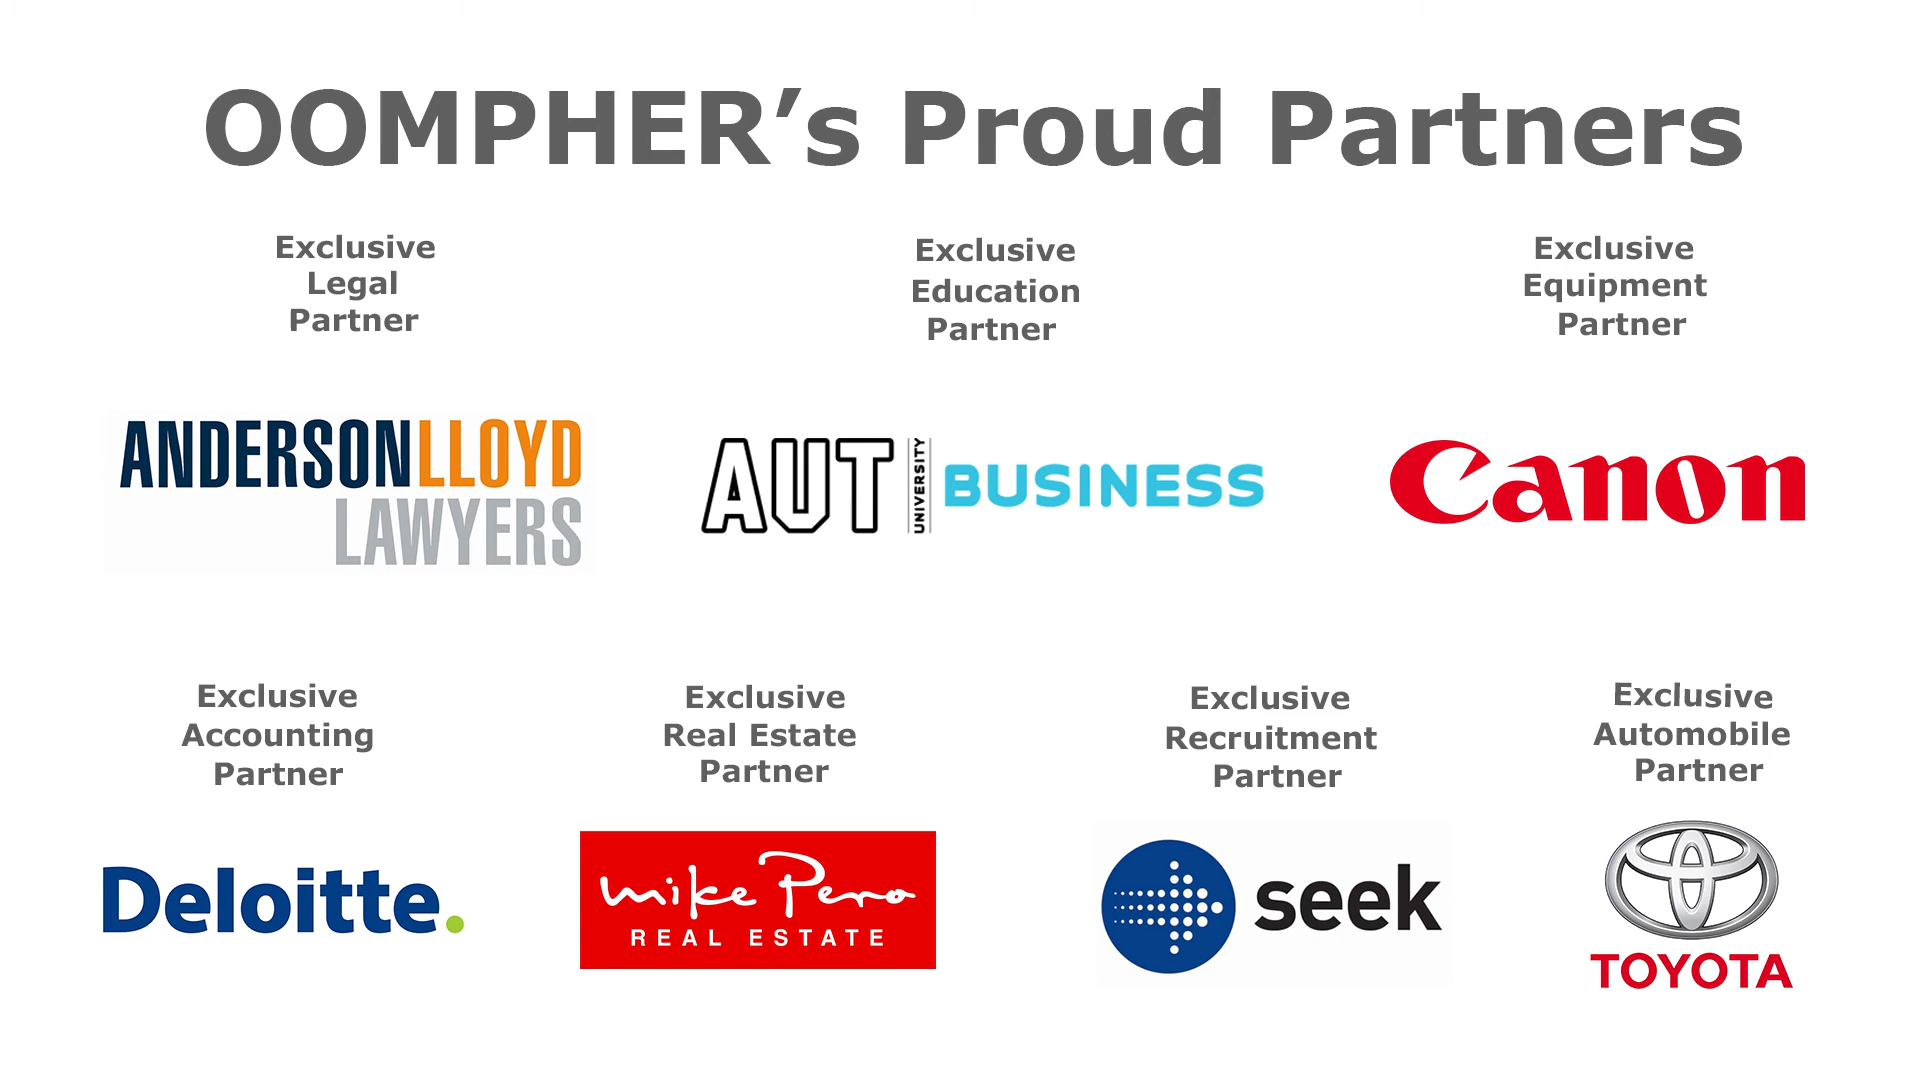 OOMPHER’s Proud Partners
Exclusive
Legal
Partner
Exclusive
Education
Partner
Exclusive
Equipment
Partner
ANDERSONLLOYD
LAWYERS
AUT
UNIVERSITY
BUSINESS
Canon
Exclusive
Accounting
Partner
Exclusive
Real Estate
Partner
Exclusive
Recruitment
Partner
Exclusive
Automobile
Partner
Deloitte.
mike Pero
REAL ESTATE
seek
TOYOTA